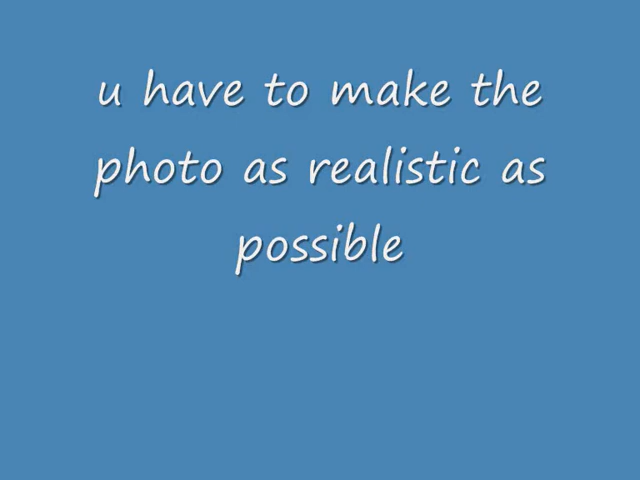 u have to make the
photo as realistic as
possible